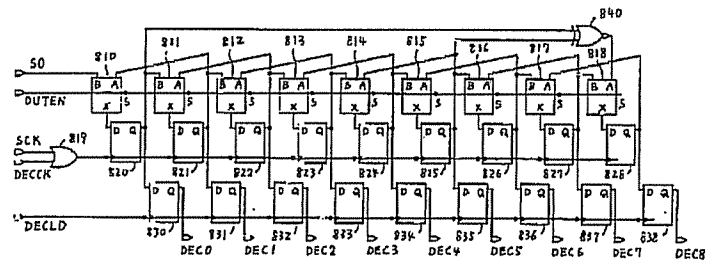 840
810 811 812 813 814 815 816 817 818
SO
B A B A B A B A B A B A B A B A B A
OUTEN
S S S S S S S S S
X X X X X X X X X
SCK
819
D Q D Q D Q D Q D Q D Q D Q D Q D Q
DECCK
820 821 822 823 824 825 826 827 828
D Q D Q D Q D Q D Q D Q D Q D Q D Q
DECLD
830 831 832 833 834 835 836 837 838
DEC0 DEC1 DEC2 DEC3 DEC4 DEC5 DEC6 DEC7 DEC8